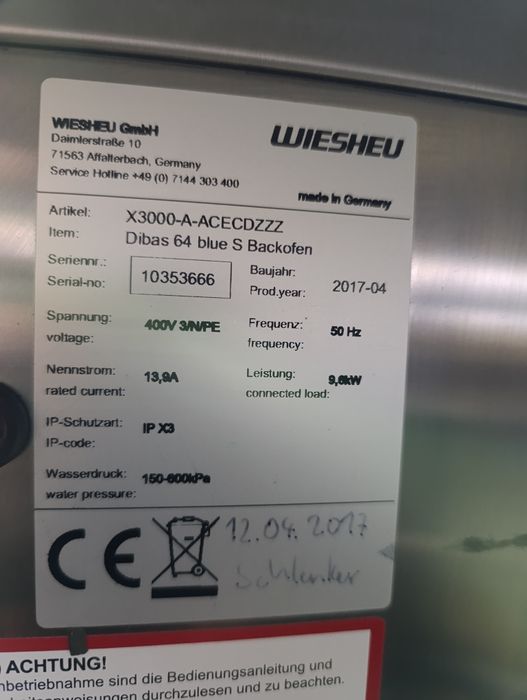 WIESHEU GmbH
Daimlerstraße 10
71563 Affalterbach, Germany
Service Hotline +49 (0) 7144 303 400
WIESHEU
made in Germany
Artikel: X3000-A-ACECDZZZ
Item: Dibas 64 blue S Backofen
Seriennr.: Baujahr:
Serial-no: 10353666 Prod.year: 2017-04
Spannung: 400V 3/N/PE Frequenz: 50 Hz
voltage: frequency:
Nennstrom: 13,9A Leistung: 9,6kW
rated current: connected load:
IP-Schutzart: IP X3
IP-code:
Wasserdruck: 150-600kPa
water pressure:
CE
12.04.2017
Schlenker
ACHTUNG!
nbetriebnahme sind die Bedienungsanleitung und
durchzulesen und zu beachten.